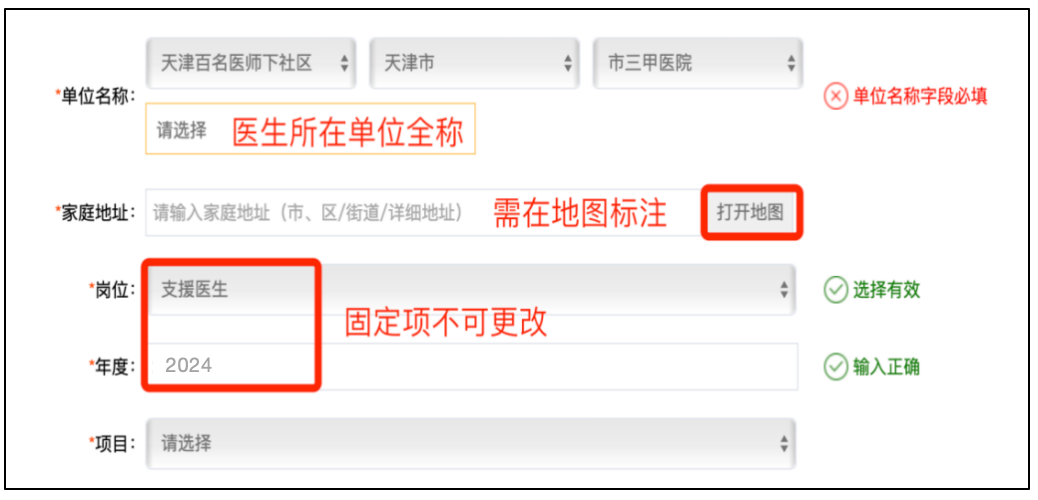 天津百名医师下社区 天津市 市三甲医院
*单位名称: 单位名称字段必填
请选择 医生所在单位全称
*家庭地址: 请输入家庭地址（市、区/街道/详细地址） 需在地图标注 打开地图
*岗位: 支援医生 选择有效
固定项不可更改
*年度: 2024 输入正确
*项目: 请选择